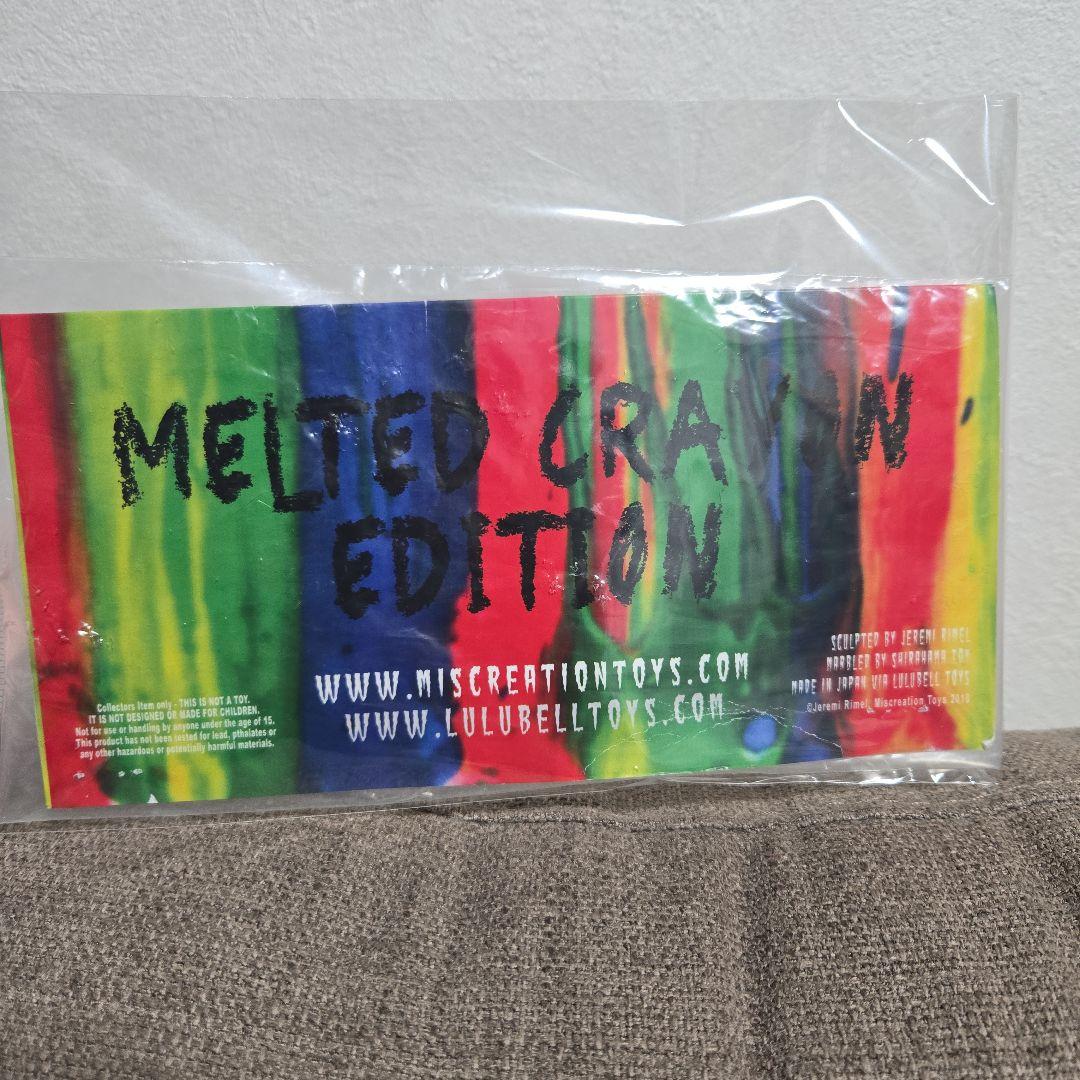 MELTED CRAYON
EDITION
WWW.MISCREATIONTOYS.COM
WWW.LULUBELLTOYS.COM
Collectors Item only - THIS IS NOT A TOY.
IT IS NOT DESIGNED OR MADE FOR CHILDREN.
Not for use or handling by anyone under the age of 15.
This product has not been tested for lead, pthalates or
any other hazardous or potentially harmful materials.
SCULPTED BY JEREMI RIMEL
MARBLED BY SHIRAHAMA TOY
MADE IN JAPAN VIA LULUBELL TOYS
©Jeremi Rimel, Miscreation Toys